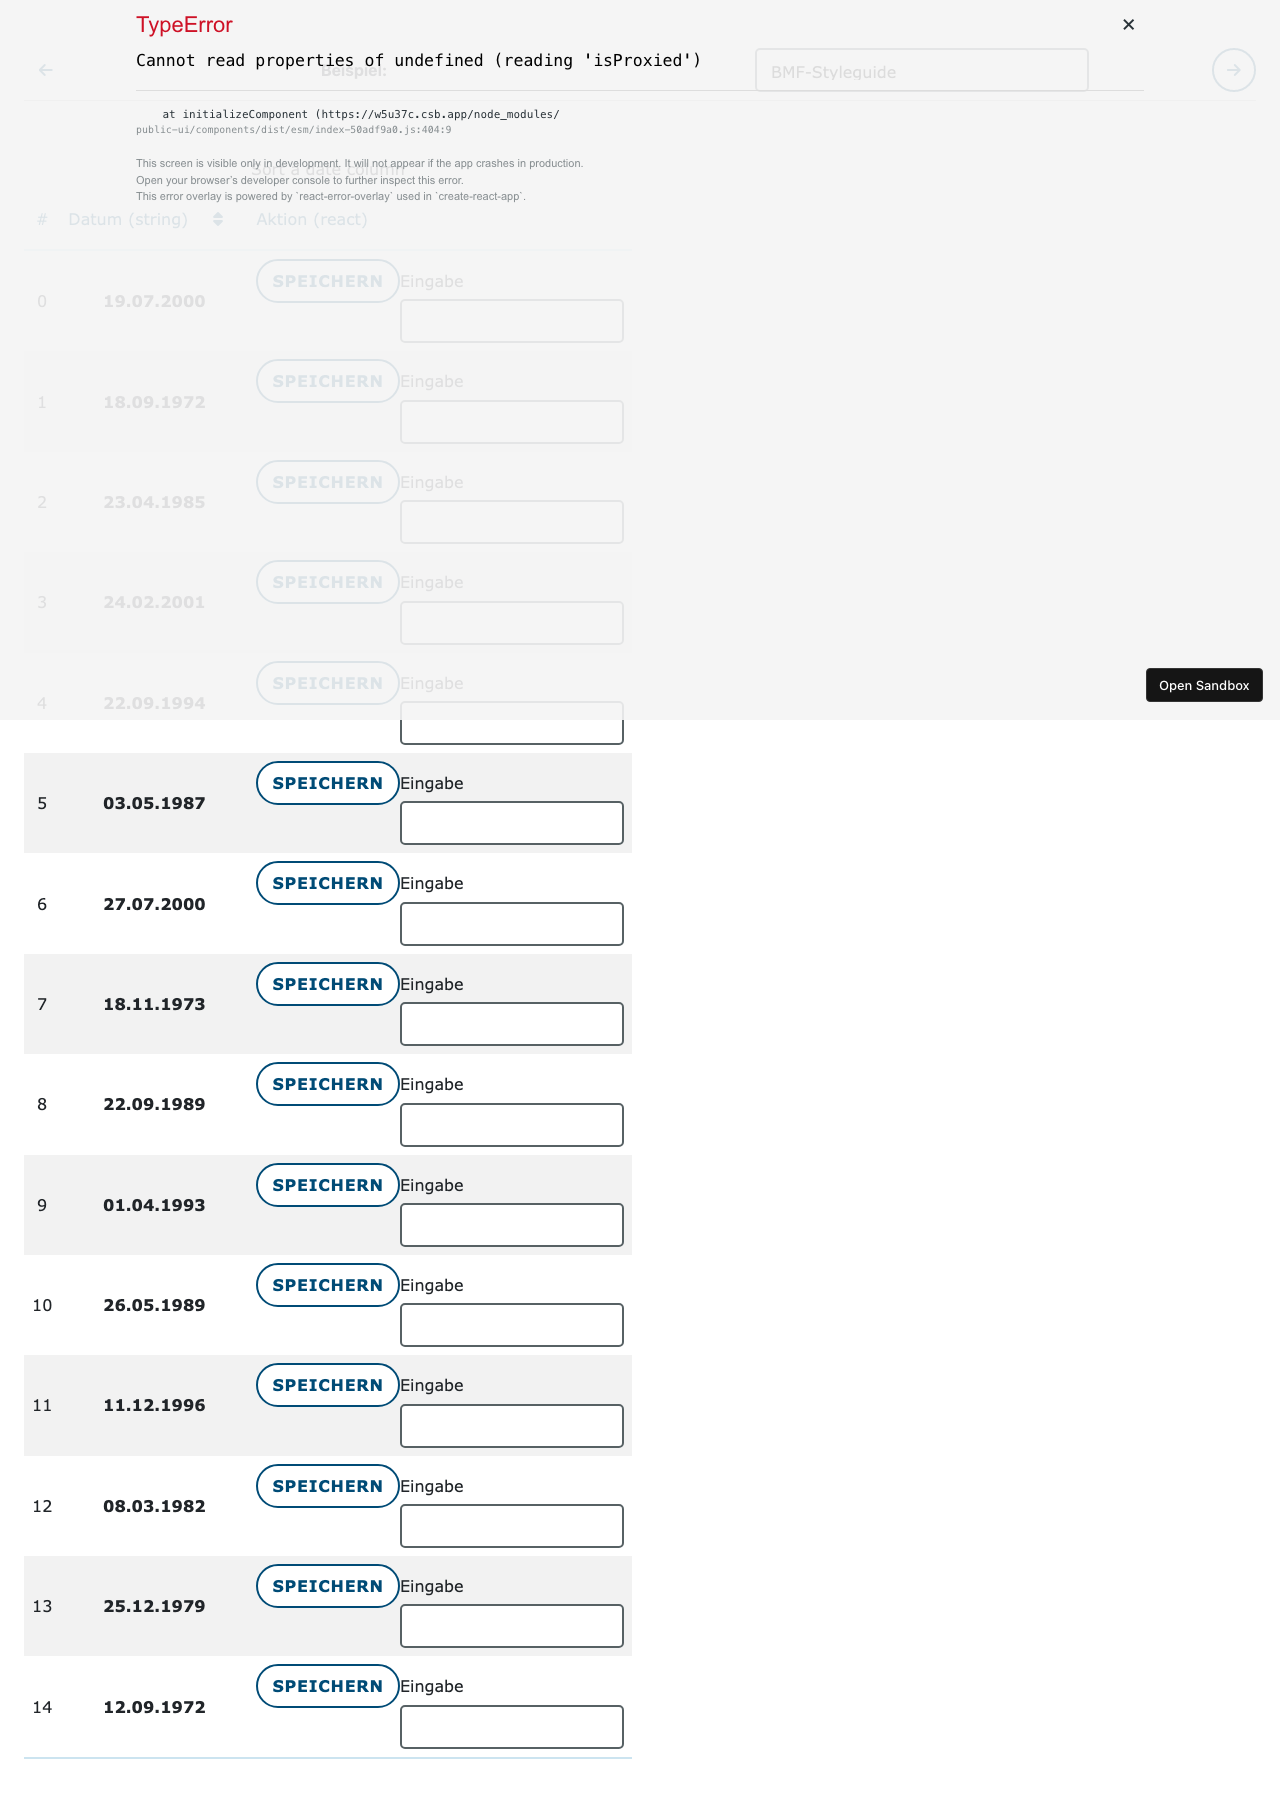 TypeError
Cannot read properties of undefined (reading 'isProxied')
Beispiel:
BMF-Styleguide
at initializeComponent (https://w5u37c.csb.app/node_modules/
public-ui/components/dist/esm/index-50adf9a0.js:404:9
This screen is visible only in development. It will not appear if the app crashes in production.
Sort a date column
Open your browser's developer console to further inspect this error.
This error overlay is powered by `react-error-overlay` used in `create-react-app`.
# Datum (string) Aktion (react)
0 19.07.2000 SPEICHERN Eingabe
1 18.09.1972 SPEICHERN Eingabe
2 23.04.1985 SPEICHERN Eingabe
3 24.02.2001 SPEICHERN Eingabe
4 22.09.1994 SPEICHERN Eingabe
Open Sandbox
5 03.05.1987 SPEICHERN Eingabe
6 27.07.2000 SPEICHERN Eingabe
7 18.11.1973 SPEICHERN Eingabe
8 22.09.1989 SPEICHERN Eingabe
9 01.04.1993 SPEICHERN Eingabe
10 26.05.1989 SPEICHERN Eingabe
11 11.12.1996 SPEICHERN Eingabe
12 08.03.1982 SPEICHERN Eingabe
13 25.12.1979 SPEICHERN Eingabe
14 12.09.1972 SPEICHERN Eingabe